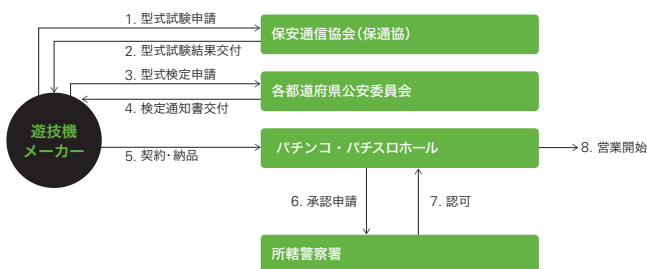 1. 型式試験申請
保安通信協会(保通協)
2. 型式試験結果交付
3. 型式検定申請
各都道府県公安委員会
4. 検定通知書交付
遊技機
メーカー
パチンコ・パチスロホール
5. 契約・納品
8. 営業開始
6. 承認申請
7. 認可
所轄警察署